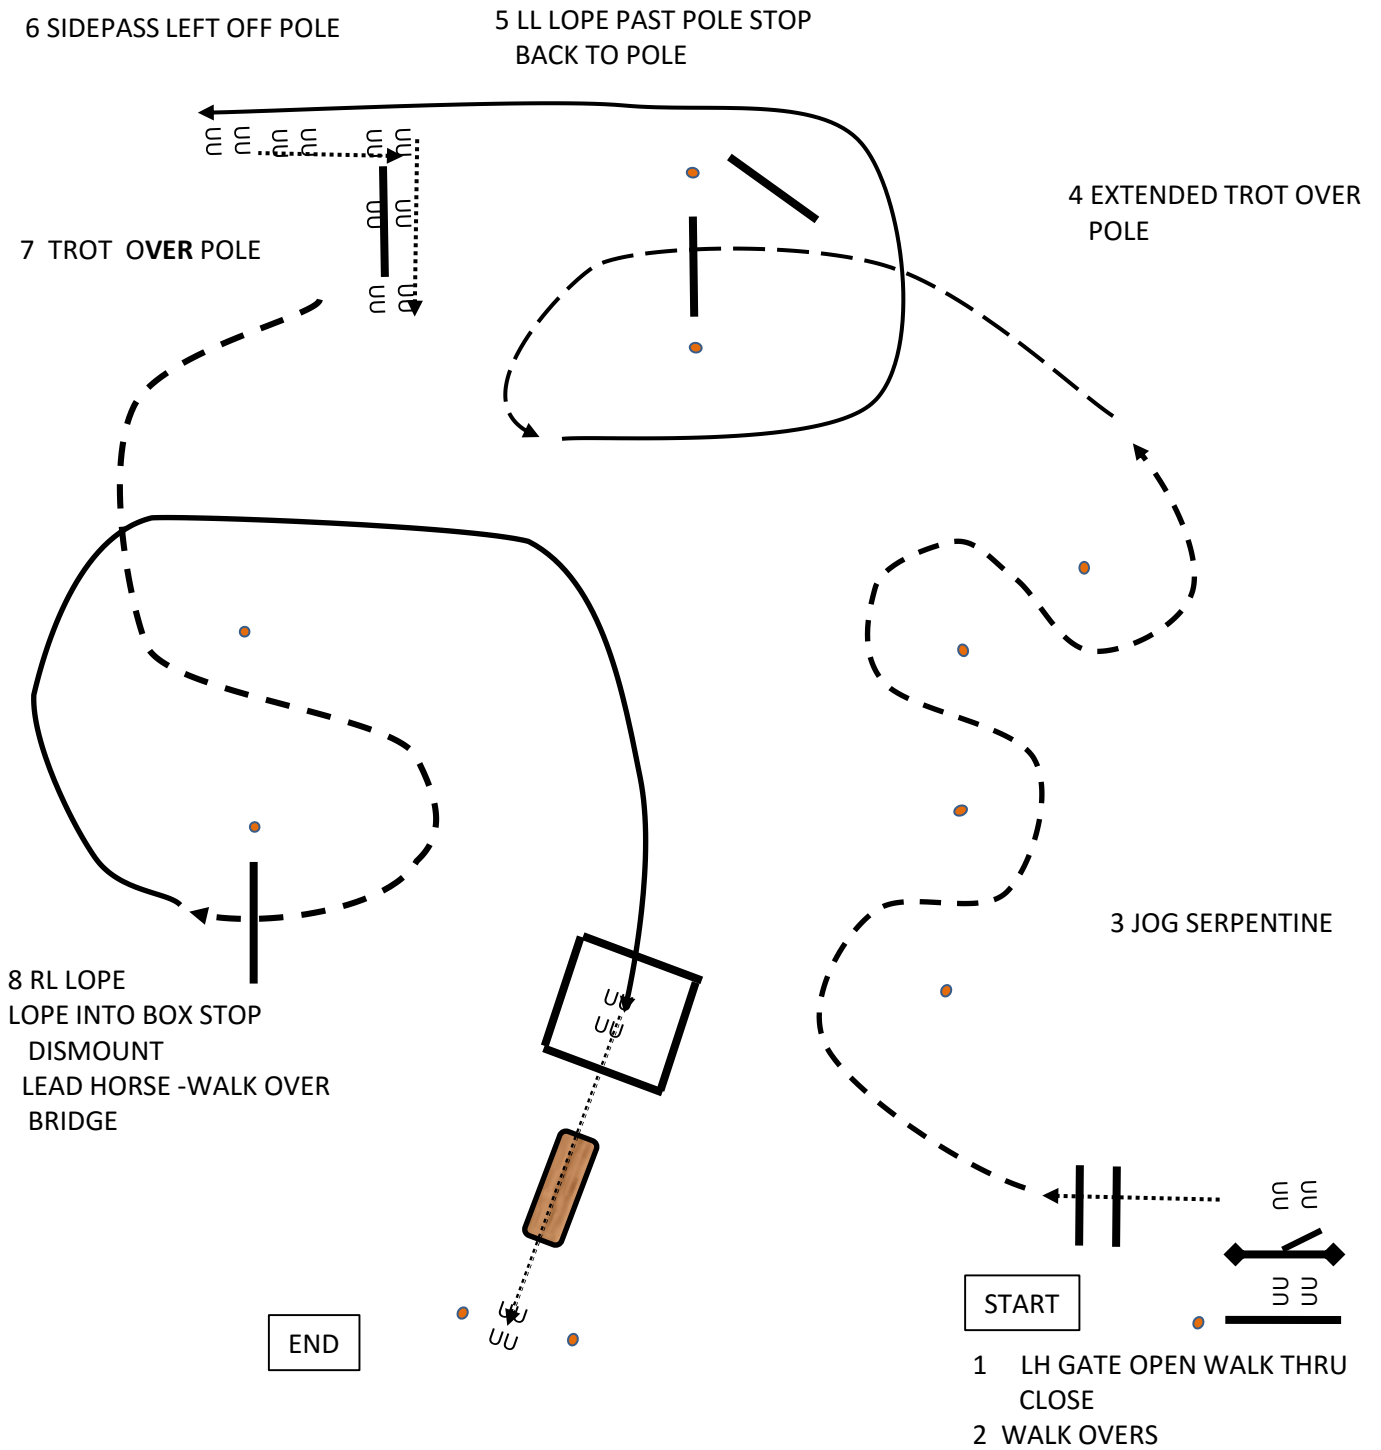 6 SIDEPASS LEFT OFF POLE
5 LL LOPE PAST POLE STOP
BACK TO POLE
4 EXTENDED TROT OVER
POLE
7 TROT OVER POLE
3 JOG SERPENTINE
8 RL LOPE
LOPE INTO BOX STOP
DISMOUNT
LEAD HORSE -WALK OVER
BRIDGE
START
END
1 LH GATE OPEN WALK THRU
CLOSE
2 WALK OVERS